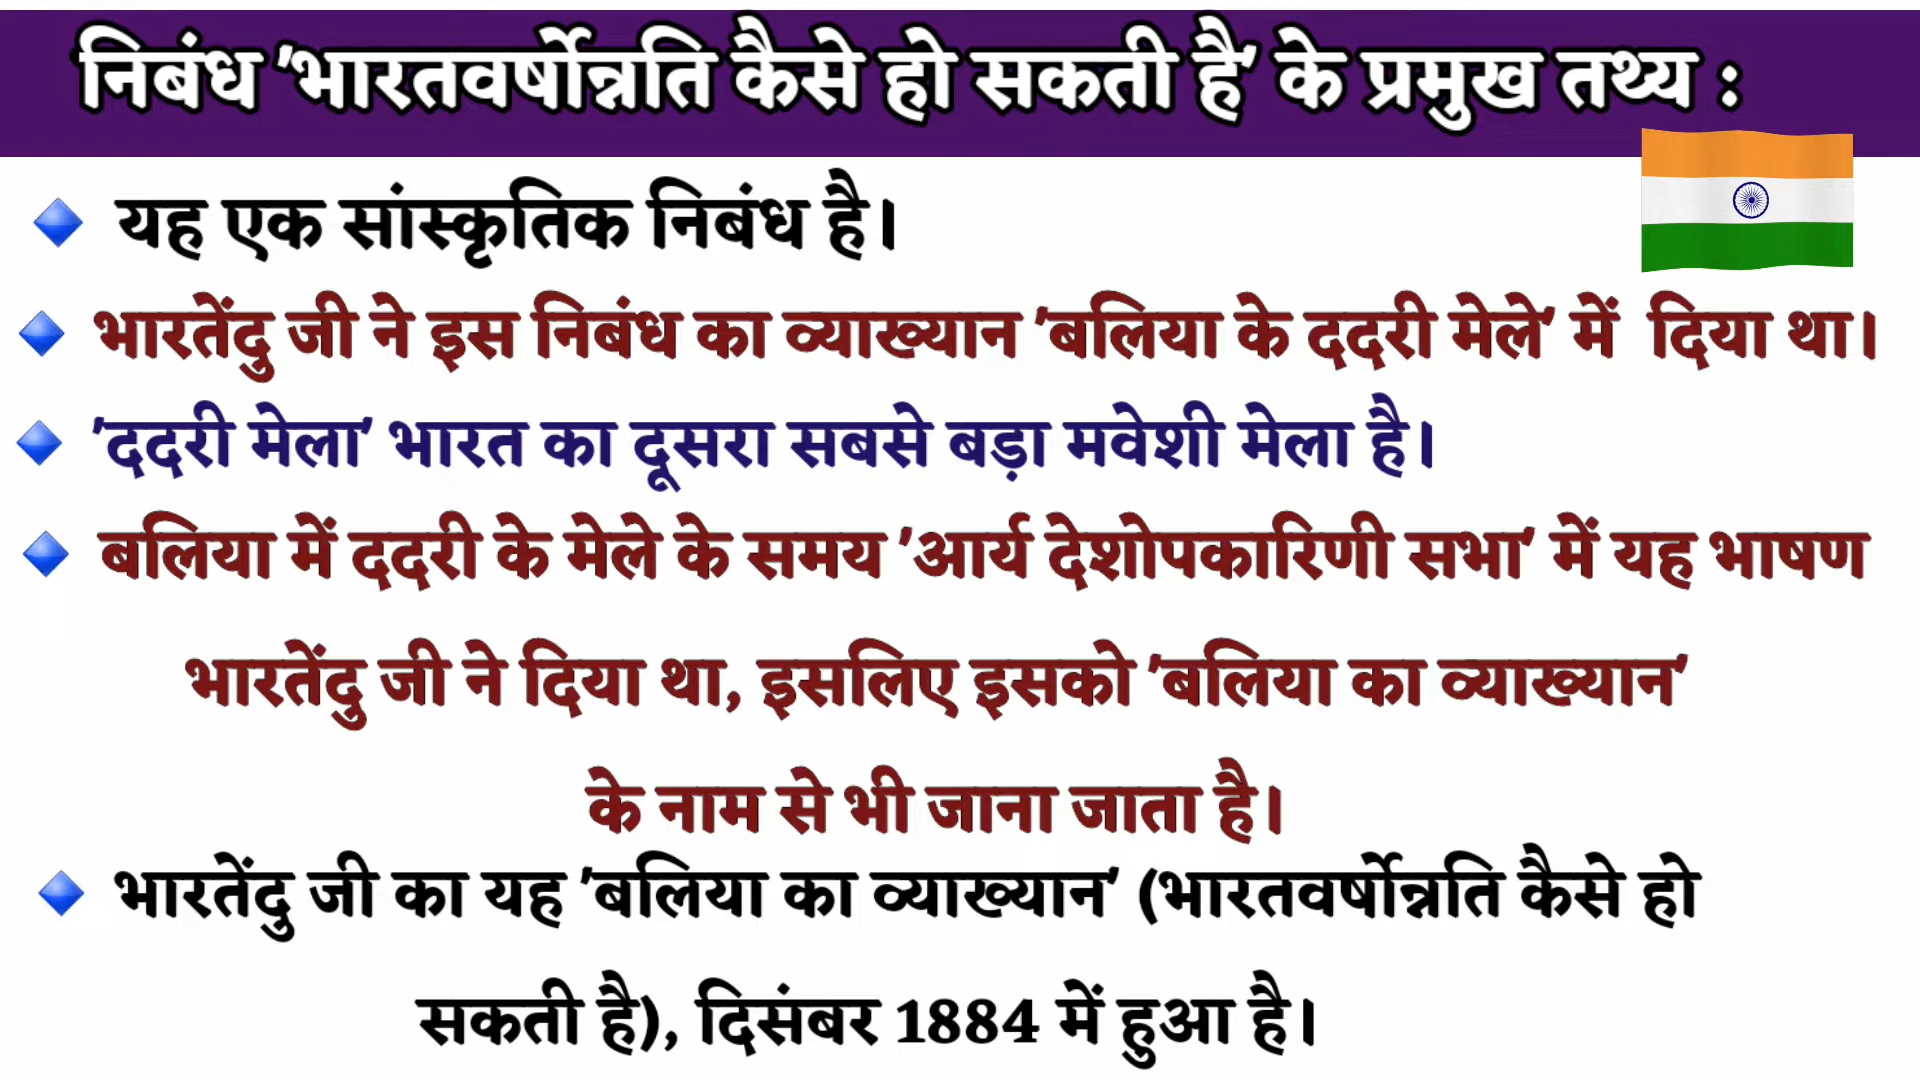 निबंध 'भारतवर्षोन्नति कैसे हो सकती है' के प्रमुख तथ्य :
यह एक सांस्कृतिक निबंध है।
भारतेंदु जी ने इस निबंध का व्याख्यान 'बलिया के ददरी मेले' में दिया था।
'ददरी मेला' भारत का दूसरा सबसे बड़ा मवेशी मेला है।
बलिया में ददरी के मेले के समय 'आर्य देशोपकारिणी सभा' में यह भाषण
भारतेंदु जी ने दिया था, इसलिए इसको 'बलिया का व्याख्यान'
के नाम से भी जाना जाता है।
भारतेंदु जी का यह 'बलिया का व्याख्यान' (भारतवर्षोन्नति कैसे हो
सकती है), दिसंबर 1884 में हुआ है।